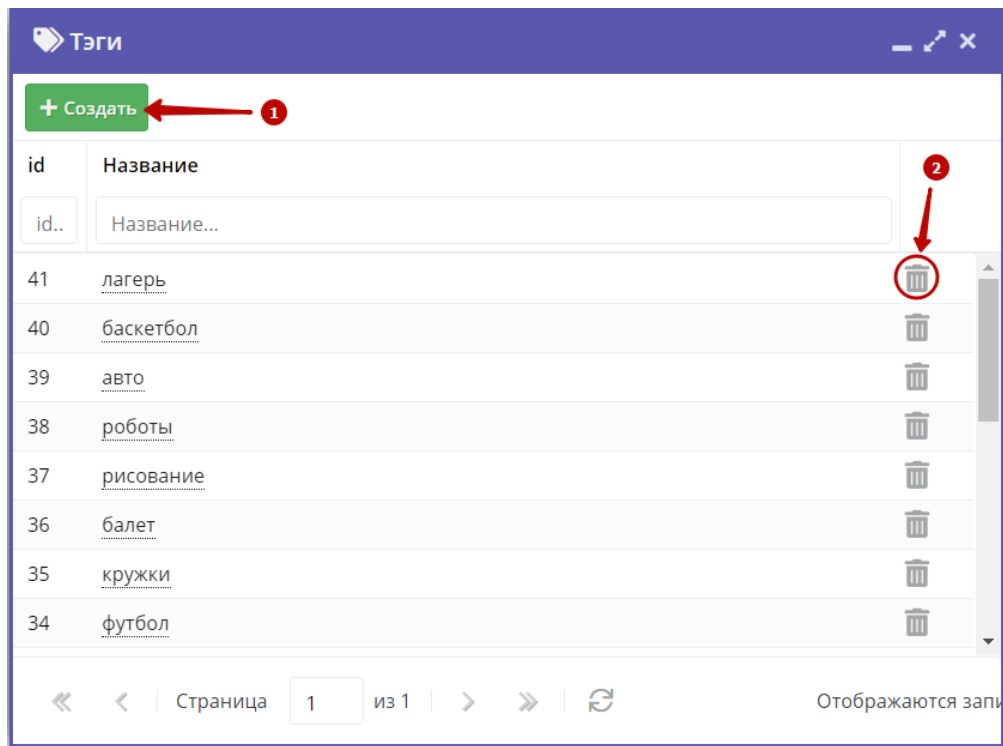 Тэги
Создать
1
id
Название
2
id..
Название...
41 лагерь
40 баскетбол
39 авто
38 роботы
37 рисование
36 балет
35 кружки
34 футбол
Страница 1 из 1 Отображаются запи